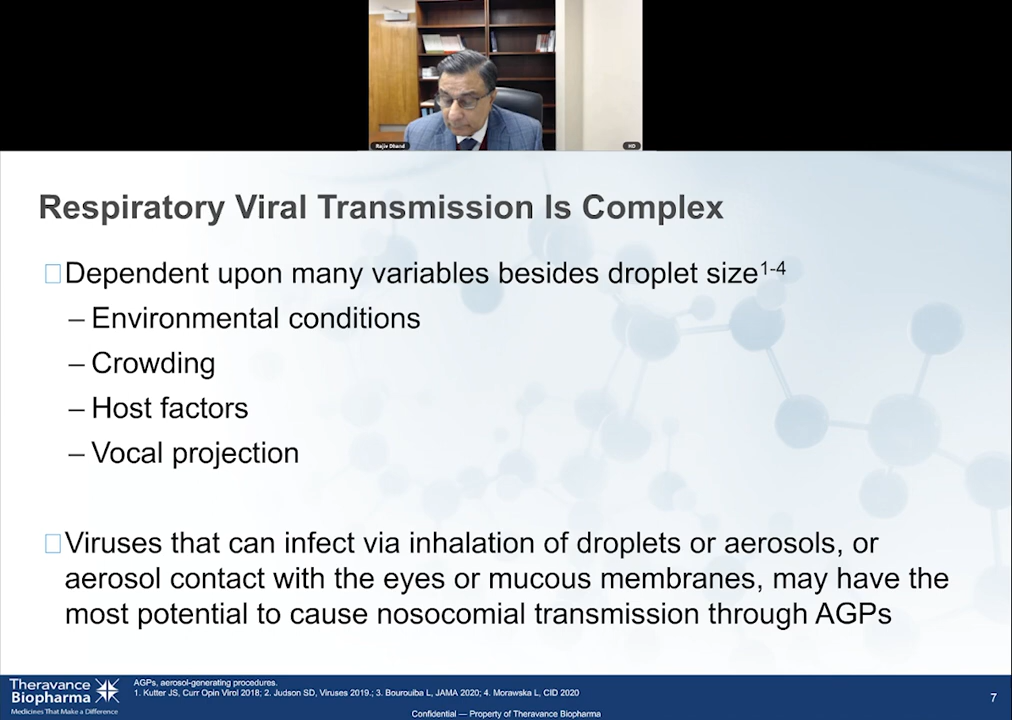 Rajiv Dhand
HD
Respiratory Viral Transmission Is Complex
Dependent upon many variables besides droplet size1-4
– Environmental conditions
– Crowding
– Host factors
– Vocal projection
Viruses that can infect via inhalation of droplets or aerosols, or
aerosol contact with the eyes or mucous membranes, may have the
most potential to cause nosocomial transmission through AGPs
Theravance
Biopharma
Medicines That Make a Difference
AGPs, aerosol-generating procedures.
1. Kutter JS, Curr Opin Virol 2018; 2. Judson SD, Viruses 2019.; 3. Bourouiba L, JAMA 2020; 4. Morawska L, CID 2020
Confidential — Property of Theravance Biopharma
7